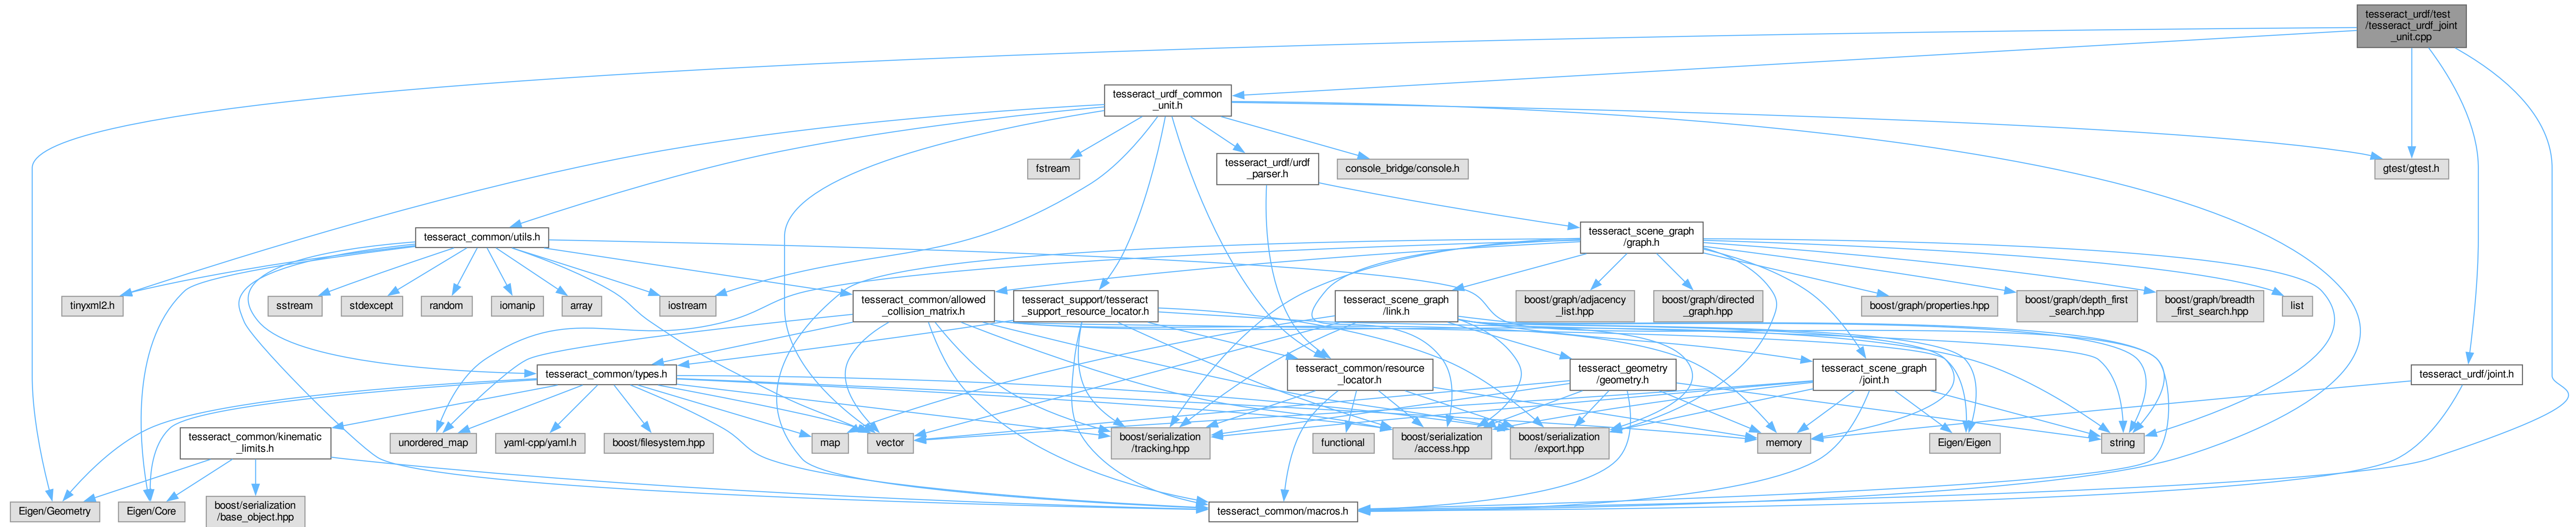 tesseract_urdf/test
/tesseract_urdf_joint
_unit.cpp
tesseract_urdf_common
_unit.h
fstream
tesseract_urdf/urdf
_parser.h
console_bridge/console.h
gtest/gtest.h
tesseract_common/utils.h
tesseract_scene_graph
/graph.h
tinyxml2.h
sstream
stdexcept
random
iomanip
array
iostream
tesseract_common/allowed
_collision_matrix.h
tesseract_support/tesseract
_support_resource_locator.h
tesseract_scene_graph
/link.h
boost/graph/adjacency
_list.hpp
boost/graph/directed
_graph.hpp
boost/graph/properties.hpp
boost/graph/depth_first
_search.hpp
boost/graph/breadth
_first_search.hpp
list
tesseract_common/types.h
tesseract_common/resource
_locator.h
tesseract_geometry
/geometry.h
tesseract_scene_graph
/joint.h
tesseract_urdf/joint.h
tesseract_common/kinematic
_limits.h
unordered_map
yaml-cpp/yaml.h
boost/filesystem.hpp
map
vector
boost/serialization
/tracking.hpp
functional
boost/serialization
/access.hpp
boost/serialization
/export.hpp
memory
Eigen/Eigen
string
Eigen/Geometry
Eigen/Core
boost/serialization
/base_object.hpp
tesseract_common/macros.h